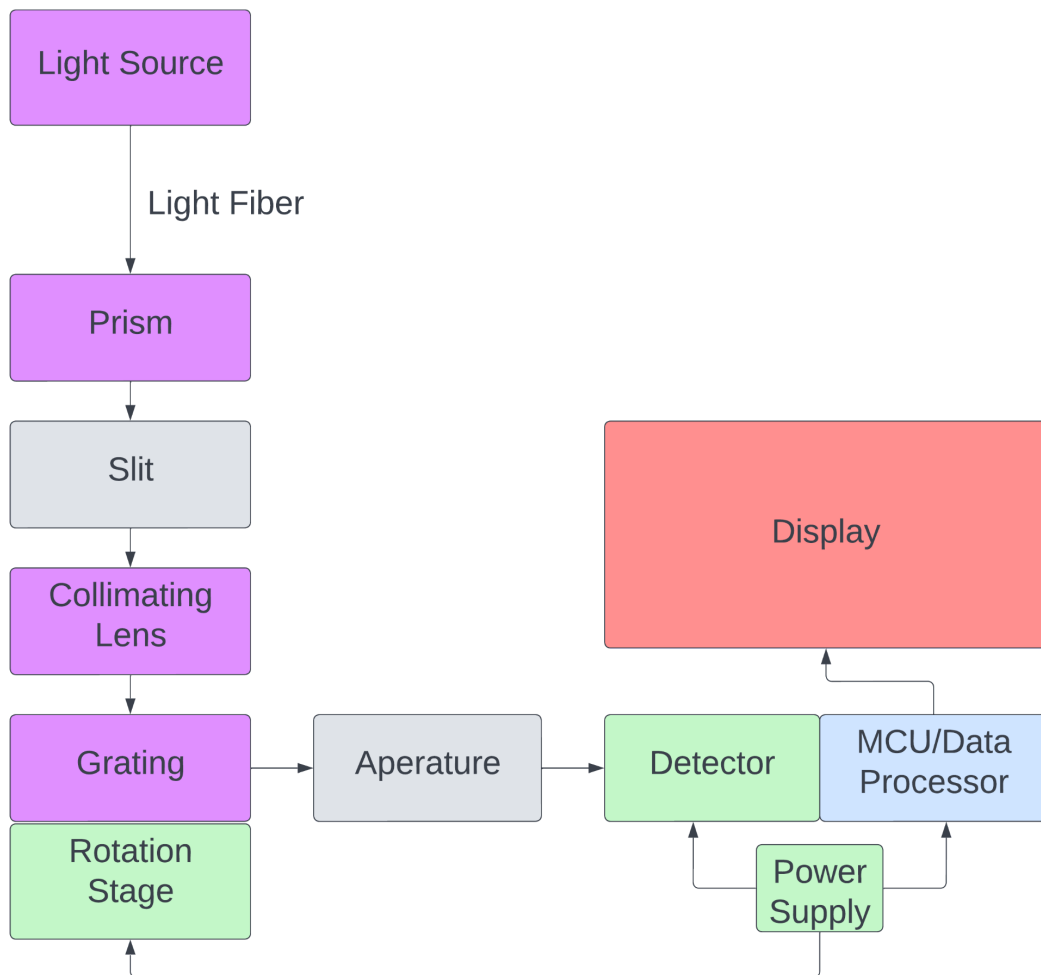 Light Source
Light Fiber
Prism
Slit
Display
Collimating
Lens
Grating
Aperature
Detector
MCU/Data
Processor
Rotation
Stage
Power
Supply